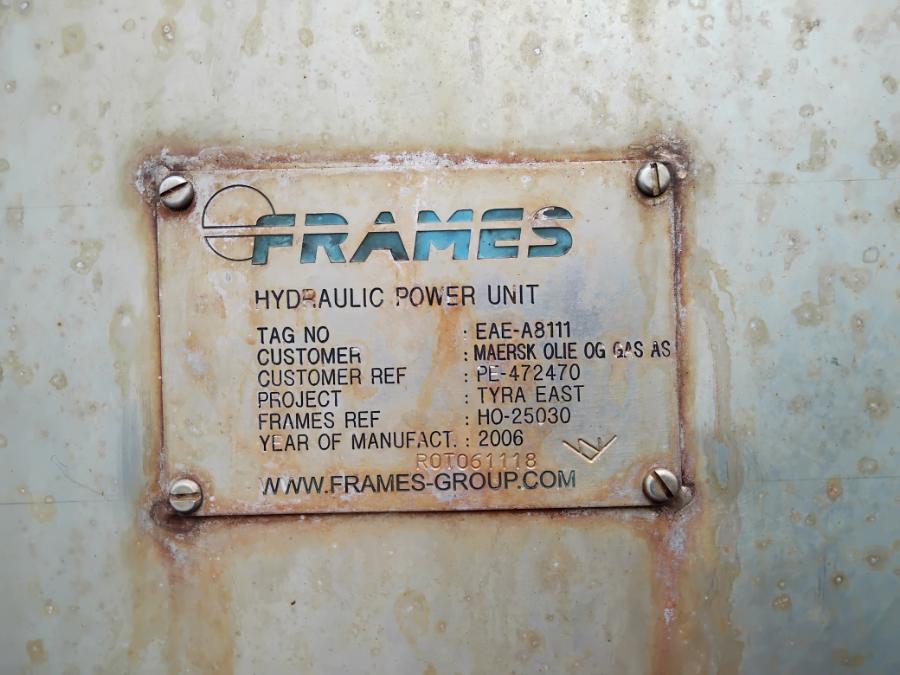 FRAMES
HYDRAULIC POWER UNIT
TAG NO : EAE-A8111
CUSTOMER : MAERSK OLIE OG GAS AS
CUSTOMER REF : PE-472470
PROJECT : TYRA EAST
FRAMES REF : HO-25030
YEAR OF MANUFACT. : 2006
ROT061118
WWW.FRAMES-GROUP.COM